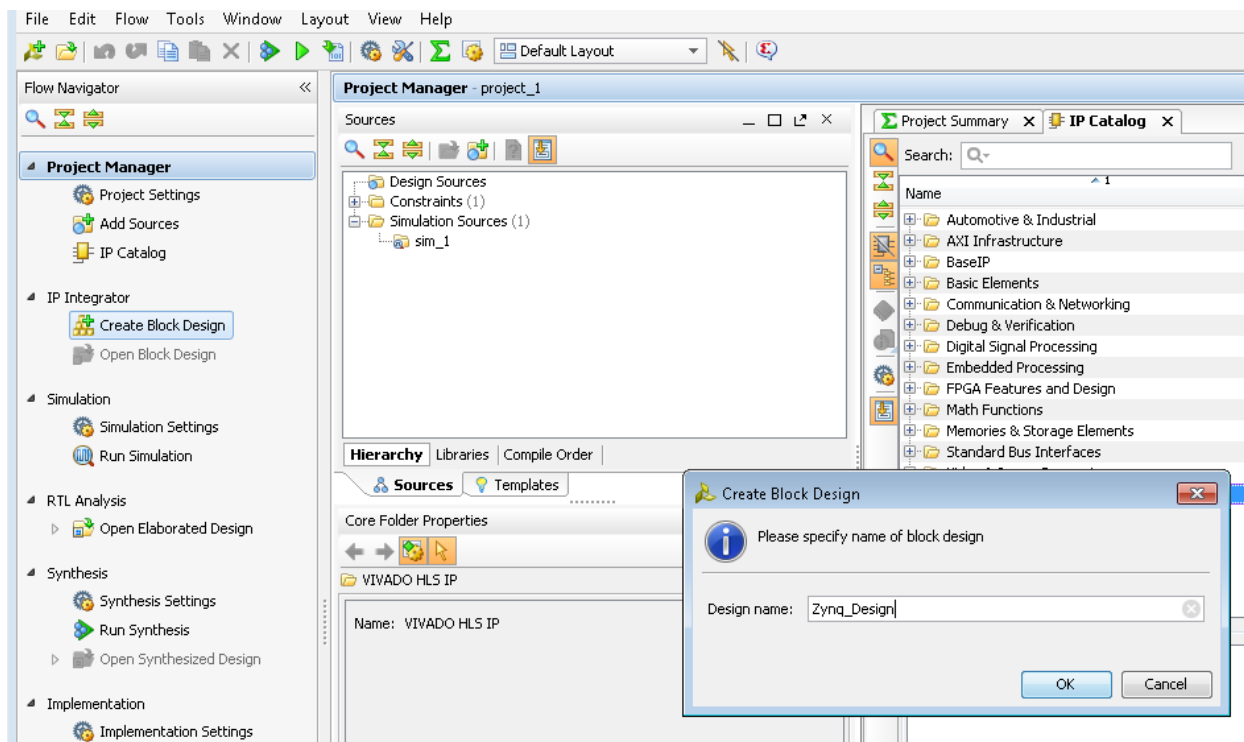 File Edit Flow Tools Window Layout View Help
Default Layout
Flow Navigator
Project Manager
Project Settings
Add Sources
IP Catalog
IP Integrator
Create Block Design
Open Block Design
Simulation
Simulation Settings
Run Simulation
RTL Analysis
Open Elaborated Design
Synthesis
Synthesis Settings
Run Synthesis
Open Synthesized Design
Implementation
Implementation Settings
Project Manager - project_1
Sources
Design Sources
Constraints (1)
Simulation Sources (1)
sim_1
Hierarchy Libraries Compile Order
Sources Templates
Core Folder Properties
VIVADO HLS IP
Name: VIVADO HLS IP
Project Summary IP Catalog
Search:
Name 1
Automotive & Industrial
AXI Infrastructure
BaseIP
Basic Elements
Communication & Networking
Debug & Verification
Digital Signal Processing
Embedded Processing
FPGA Features and Design
Math Functions
Memories & Storage Elements
Standard Bus Interfaces
Create Block Design
Please specify name of block design
Design name: Zynq_Design
OK Cancel